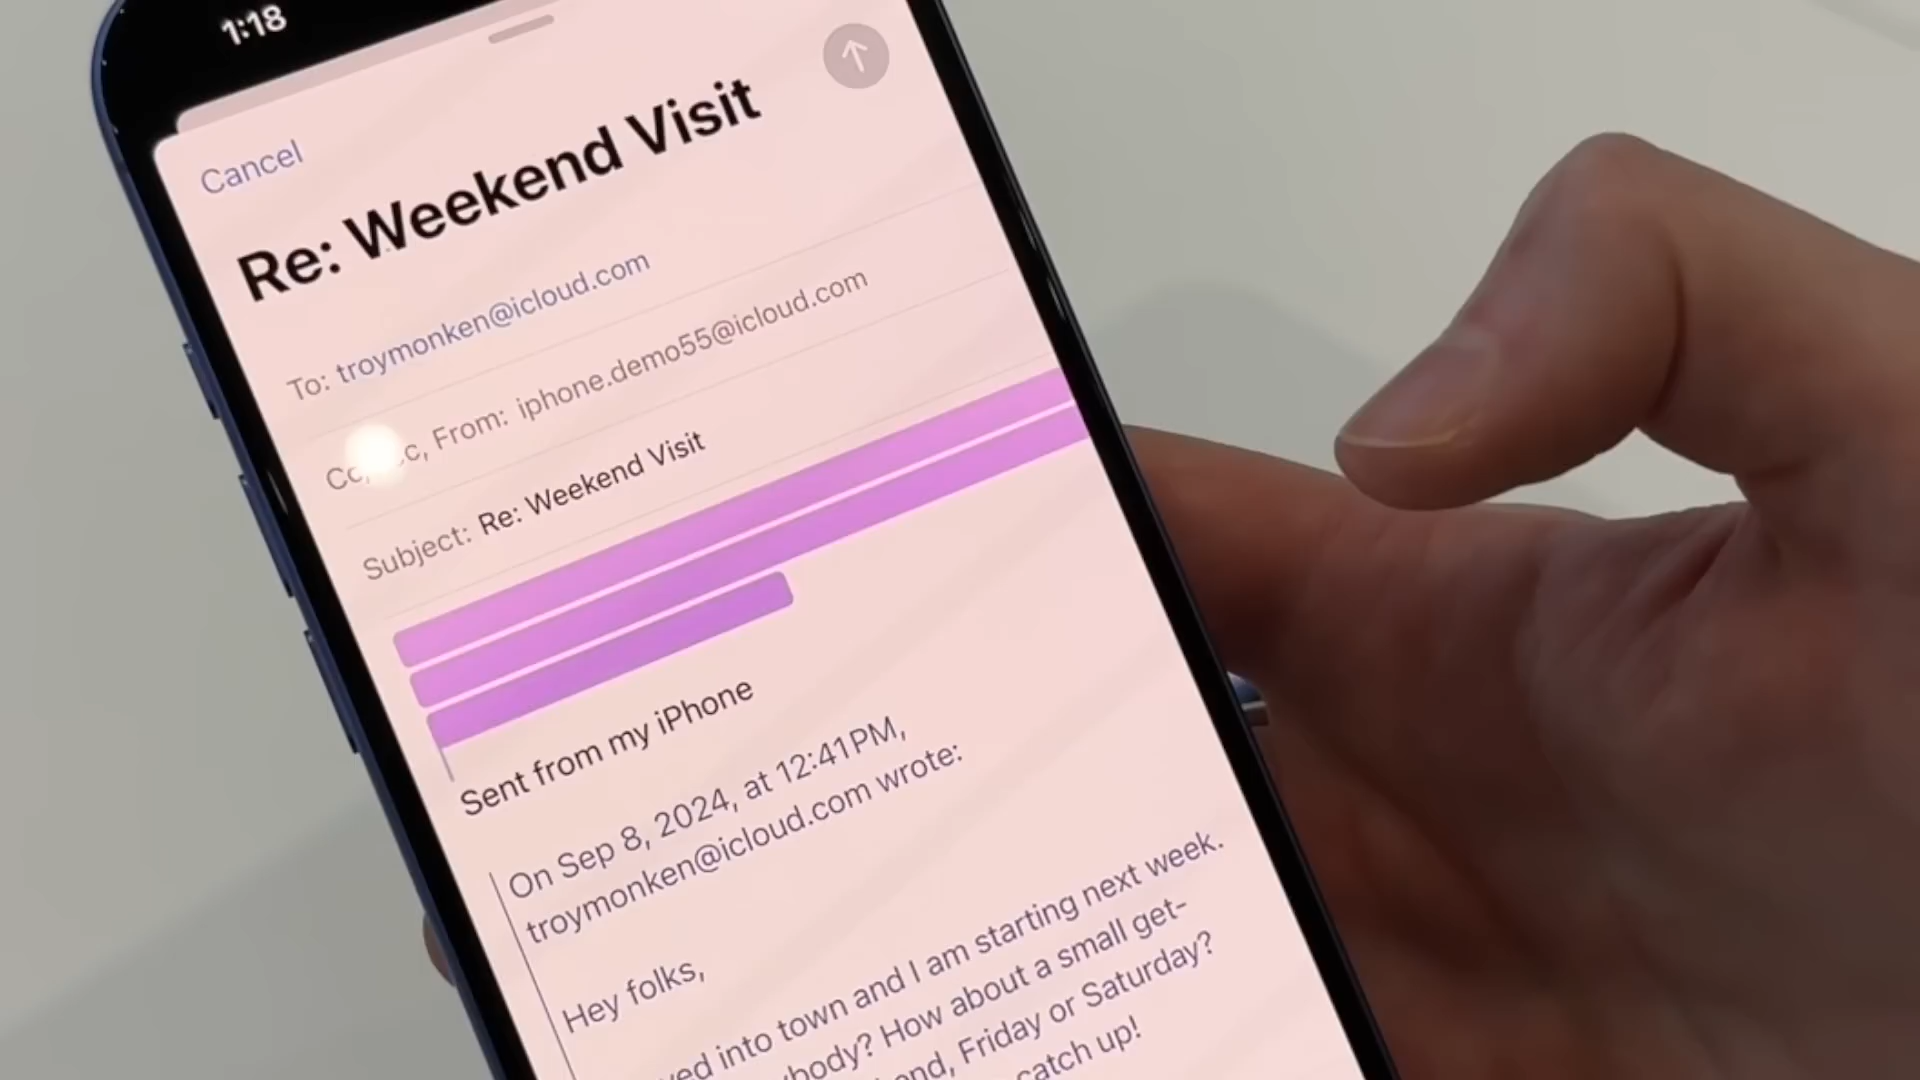 1:18
Cancel
Re: Weekend Visit
To: troymonken@icloud.com
From: iphone.demo55@icloud.com
Subject: Re: Weekend Visit
Sent from my iPhone
On Sep 8, 2024, at 12:41 PM,
troymonken@icloud.com wrote:
Hey folks,
into town and I am starting next week.
How about a small get-
Friday or Saturday?
catch up!